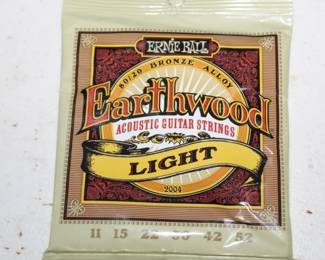 ERNIE BALL
80/20 BRONZE ALLOY
Earthwood
ACOUSTIC GUITAR STRINGS
LIGHT
2004
11 15 22 42 52